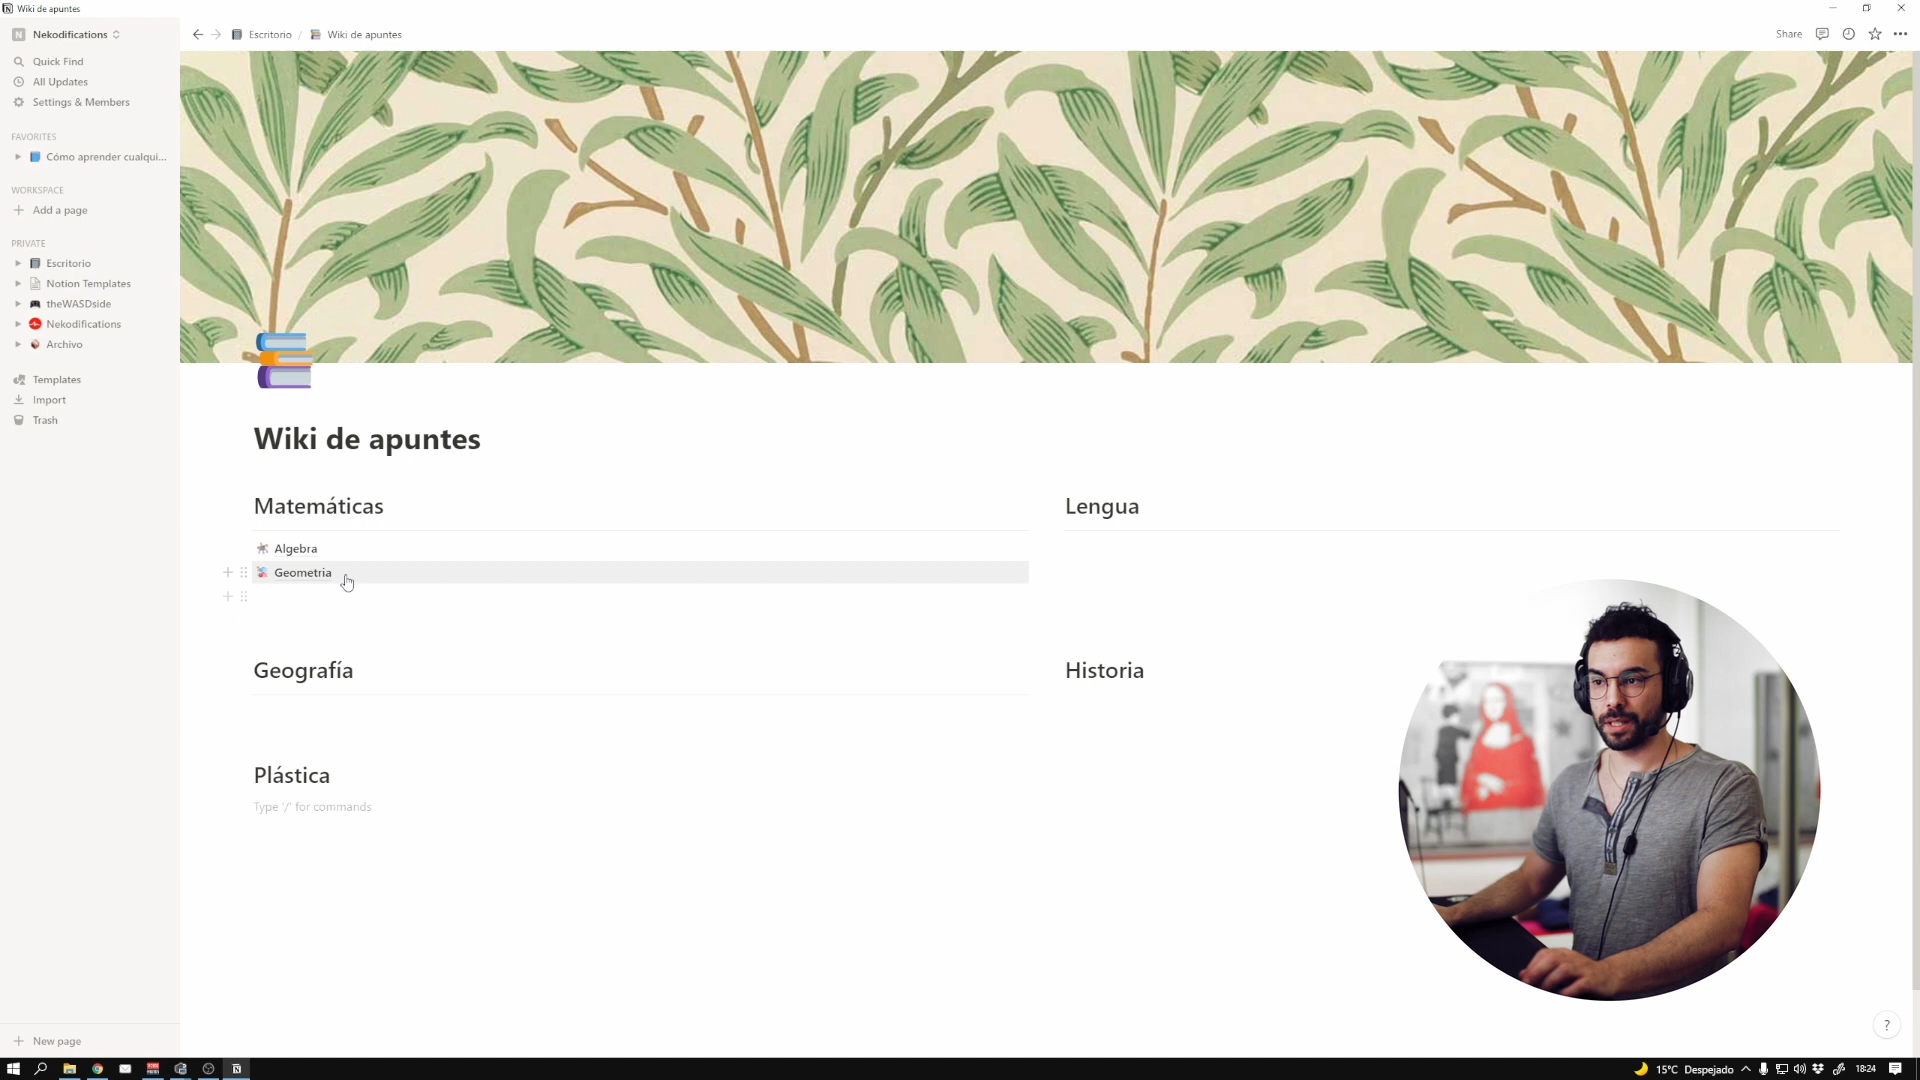 Wiki de apuntes
Nekodifications
Escritorio / Wiki de apuntes
Share
Quick Find
All Updates
Settings & Members
FAVORITES
Cómo aprender cualqui...
WORKSPACE
Add a page
PRIVATE
Escritorio
Notion Templates
theWASDside
Nekodifications
Archivo
Templates
Import
Trash
Wiki de apuntes
Matemáticas
Algebra
Geometria
Lengua
Geografía
Historia
Plástica
Type '/' for commands
New page
?
15°C Despejado
18:24